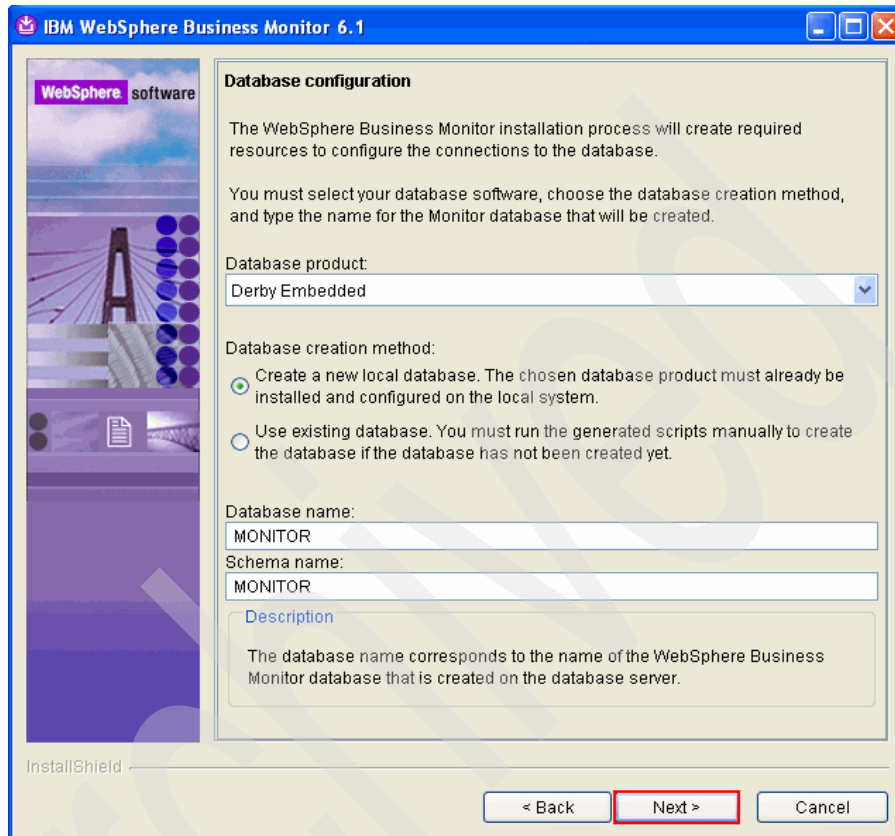 IBM WebSphere Business Monitor 6.1
WebSphere software
Database configuration
The WebSphere Business Monitor installation process will create required
resources to configure the connections to the database.
You must select your database software, choose the database creation method,
and type the name for the Monitor database that will be created.
Database product:
Derby Embedded
Database creation method:
Create a new local database. The chosen database product must already be
installed and configured on the local system.
Use existing database. You must run the generated scripts manually to create
the database if the database has not been created yet.
Database name:
MONITOR
Schema name:
MONITOR
Description
The database name corresponds to the name of the WebSphere Business
Monitor database that is created on the database server.
InstallShield
< Back
Next >
Cancel